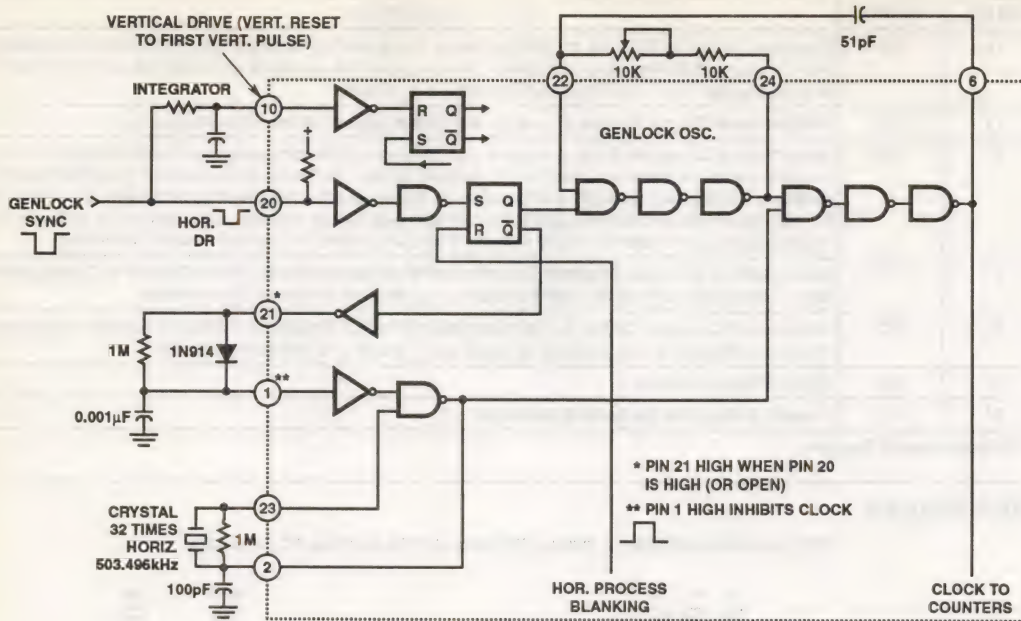 VERTICAL DRIVE (VERT. RESET
TO FIRST VERT. PULSE)
51pF
10K
10K
22
24
6
INTEGRATOR
10
R Q
S Q̅
GENLOCK OSC.
GENLOCK
SYNC
20
+
HOR.
DR
S Q
R Q̅
21
*
1M
1N914
1
**
0.001µF
* PIN 21 HIGH WHEN PIN 20
IS HIGH (OR OPEN)
** PIN 1 HIGH INHIBITS CLOCK
23
CRYSTAL
32 TIMES
HORIZ.
503.496kHz
1M
2
100pF
HOR. PROCESS
BLANKING
CLOCK TO
COUNTERS